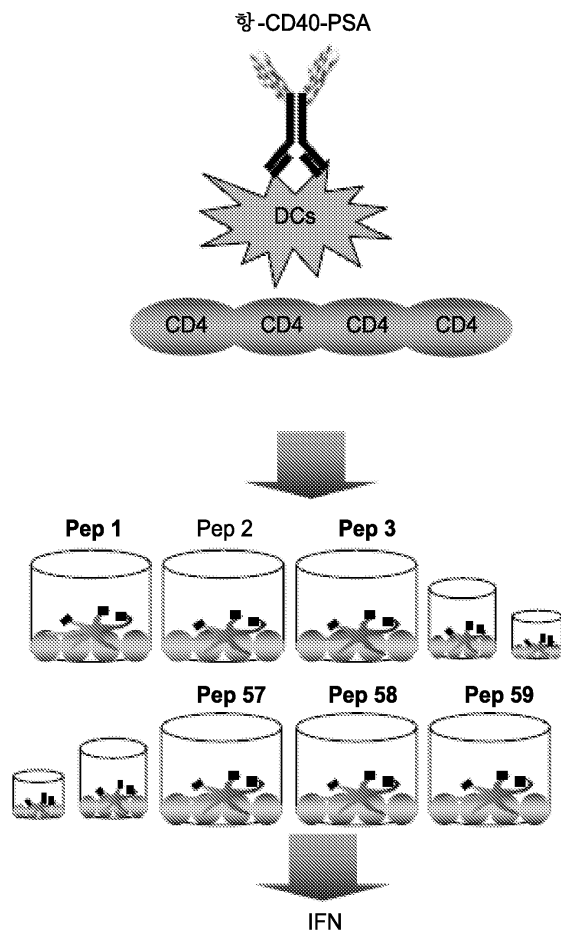 항-CD40-PSA
DCs
CD4 CD4 CD4 CD4
Pep 1 Pep 2 Pep 3
Pep 57 Pep 58 Pep 59
IFN